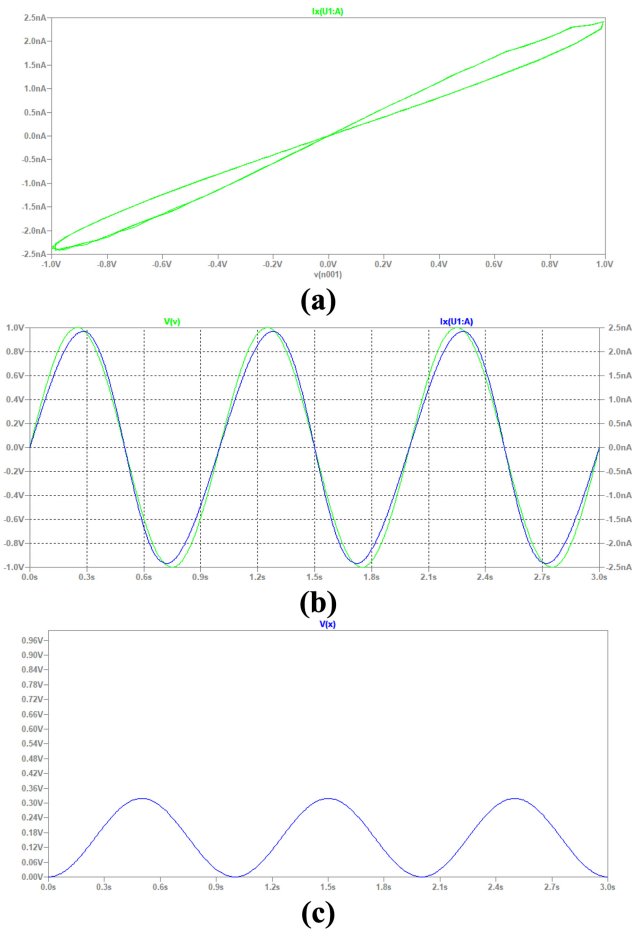 Ix(U1:A)
2.5nA
2.0nA
1.5nA
1.0nA
0.5nA
0.0nA
-0.5nA
-1.0nA
-1.5nA
-2.0nA
-2.5nA
-1.0V -0.8V -0.6V -0.4V -0.2V 0.0V 0.2V 0.4V 0.6V 0.8V 1.0V
v(n001)
(a)
V(v) Ix(U1:A)
1.0V 2.5nA
0.8V 2.0nA
0.6V 1.5nA
0.4V 1.0nA
0.2V 0.5nA
0.0V 0.0nA
-0.2V -0.5nA
-0.4V -1.0nA
-0.6V -1.5nA
-0.8V -2.0nA
-1.0V -2.5nA
0.0s 0.3s 0.6s 0.9s 1.2s 1.5s 1.8s 2.1s 2.4s 2.7s 3.0s
(b)
V(x)
0.96V
0.90V
0.84V
0.78V
0.72V
0.66V
0.60V
0.54V
0.48V
0.42V
0.36V
0.30V
0.24V
0.18V
0.12V
0.06V
0.00V
0.0s 0.3s 0.6s 0.9s 1.2s 1.5s 1.8s 2.1s 2.4s 2.7s 3.0s
(c)